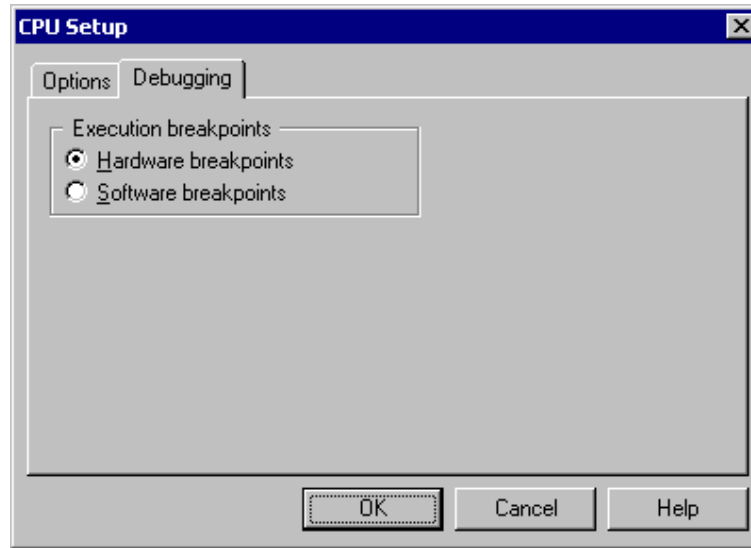 CPU Setup
Options Debugging
Execution breakpoints
Hardware breakpoints
Software breakpoints
OK Cancel Help